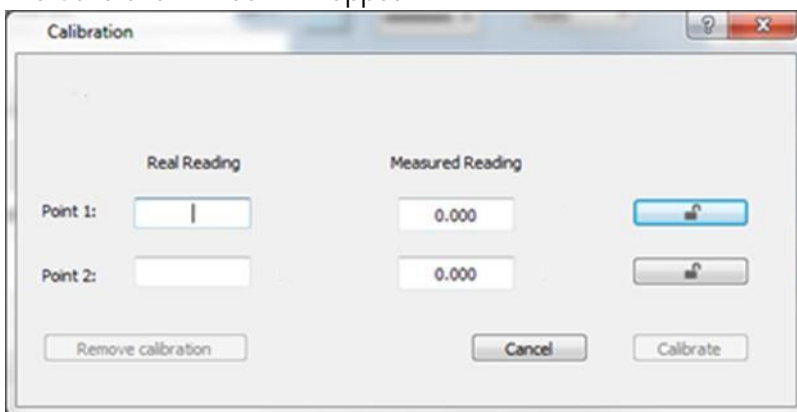 Calibration
?
Real Reading Measured Reading
Point 1: 0.000
Point 2: 0.000
Remove calibration Cancel Calibrate